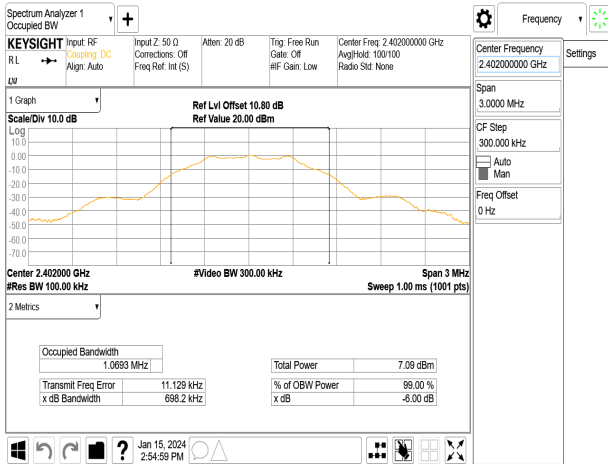 Spectrum Analyzer 1
Occupied BW
Frequency
KEYSIGHT
RL
Input: RF
Coupling: DC
Align: Auto
Input Z: 50 Ω
Corrections: Off
Freq Ref: Int (S)
Atten: 20 dB
Trig: Free Run
Gate: Off
#IF Gain: Low
Center Freq: 2.402000000 GHz
Avg|Hold: 100/100
Radio Std: None
Center Frequency
2.402000000 GHz
Settings
Span
3.0000 MHz
CF Step
300.000 kHz
Auto
Man
Freq Offset
0 Hz
1 Graph
Scale/Div 10.0 dB
Ref Lvl Offset 10.80 dB
Ref Value 20.00 dBm
Log
10.0
0.00
-10.0
-20.0
-30.0
-40.0
-50.0
-60.0
-70.0
Center 2.402000 GHz
#Video BW 300.00 kHz
Span 3 MHz
#Res BW 100.00 kHz
Sweep 1.00 ms (1001 pts)
2 Metrics
Occupied Bandwidth
1.0693 MHz
Total Power 7.09 dBm
Transmit Freq Error 11.129 kHz
% of OBW Power 99.00 %
x dB Bandwidth 698.2 kHz
x dB -6.00 dB
?
Jan 15, 2024
2:54:59 PM